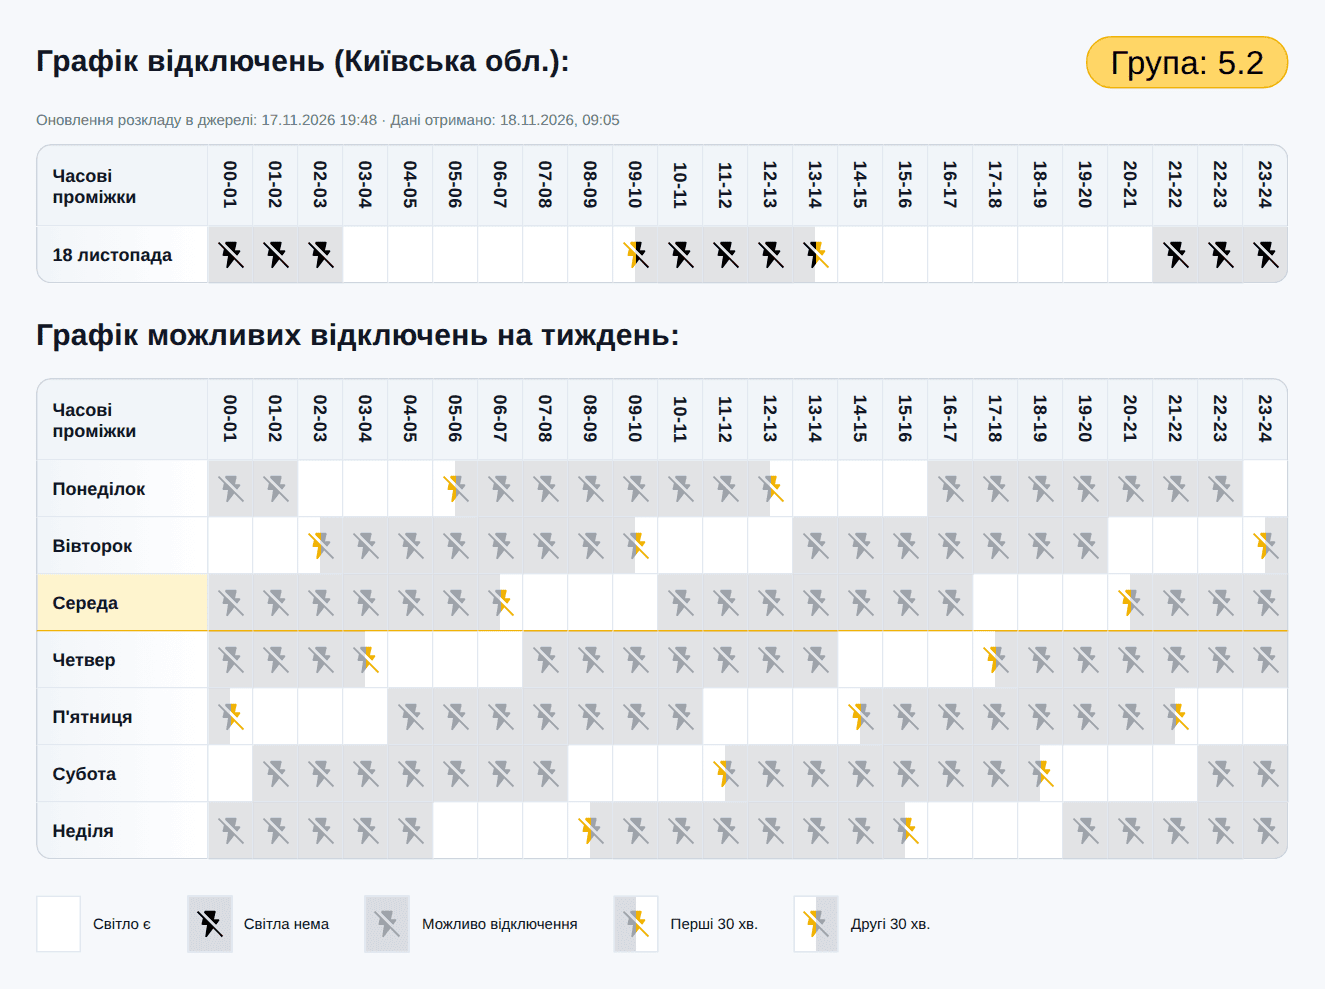 Графік відключень (Київська обл.):
Група: 5.2
Оновлення розкладу в джерелі: 17.11.2026 19:48 · Дані отримано: 18.11.2026, 09:05
Часові проміжки 00-01 01-02 02-03 03-04 04-05 05-06 06-07 07-08 08-09 09-10 10-11 11-12 12-13 13-14 14-15 15-16 16-17 17-18 18-19 19-20 20-21 21-22 22-23 23-24
18 листопада
Графік можливих відключень на тиждень:
Часові проміжки 00-01 01-02 02-03 03-04 04-05 05-06 06-07 07-08 08-09 09-10 10-11 11-12 12-13 13-14 14-15 15-16 16-17 17-18 18-19 19-20 20-21 21-22 22-23 23-24
Понеділок
Вівторок
Середа
Четвер
П'ятниця
Субота
Неділя
Світло є
Світла нема
Можливо відключення
Перші 30 хв.
Другі 30 хв.